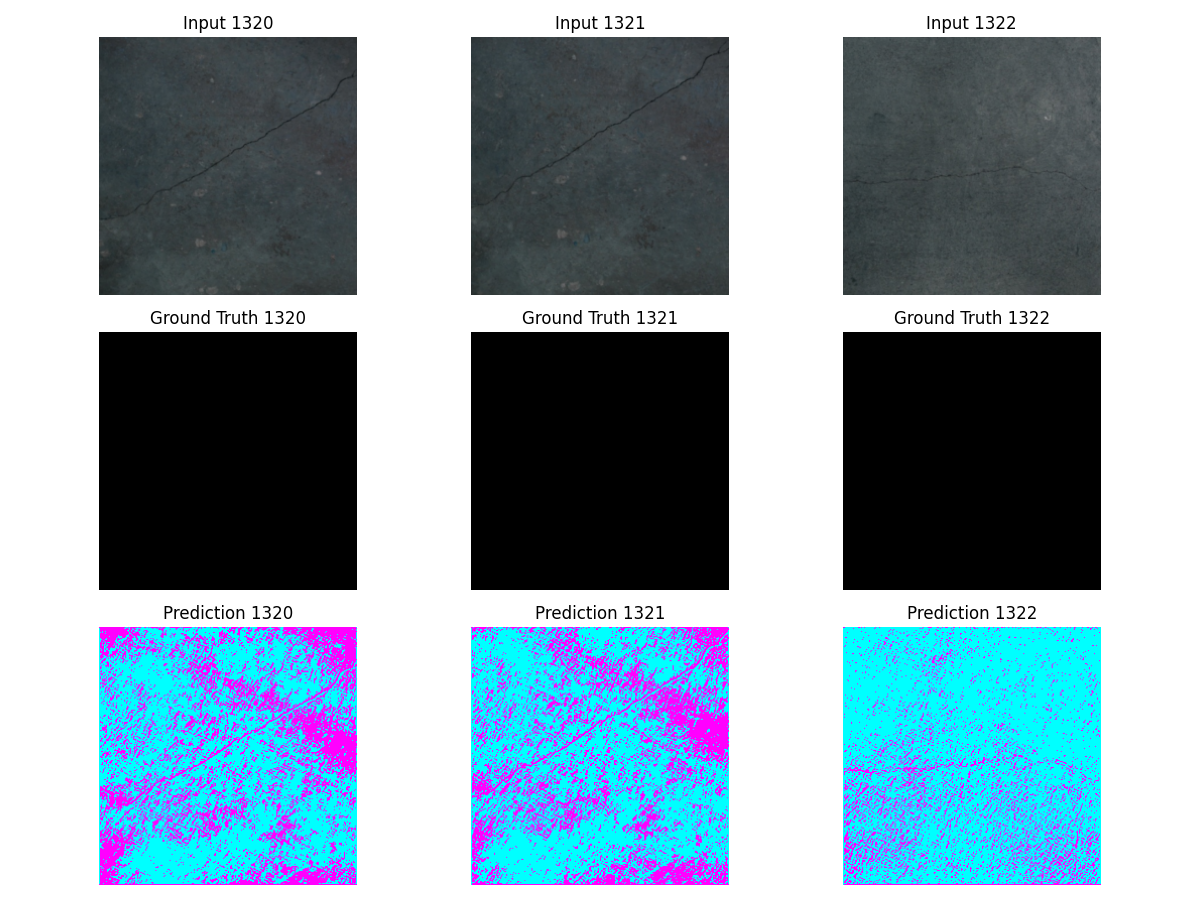 Input 1320
Input 1321
Input 1322
Ground Truth 1320
Ground Truth 1321
Ground Truth 1322
Prediction 1320
Prediction 1321
Prediction 1322